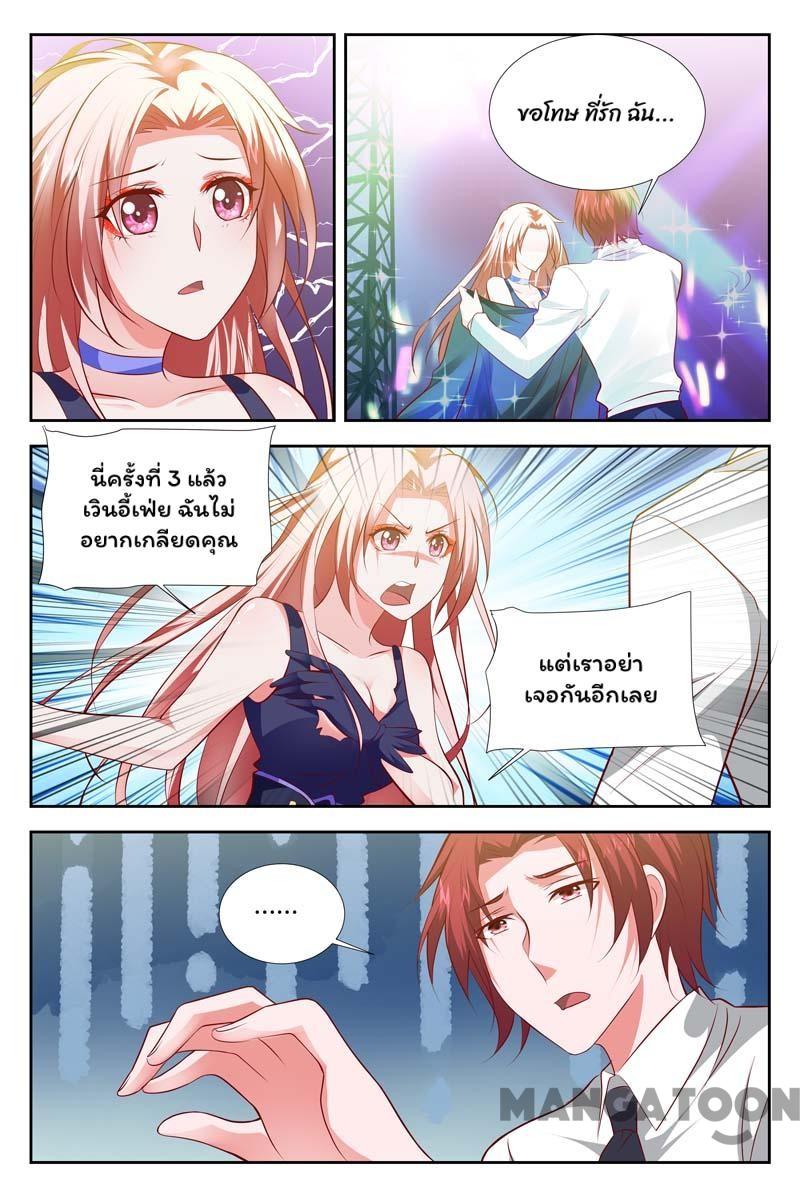 ขอโทษ ที่รัก ฉัน...
นี่ครั้งที่ 3 แล้ว
เวินอี้เฟ่ย ฉันไม่
อยากเกลียดคุณ
แต่เราอย่า
เจอกันอีกเลย
......
MANGATOON